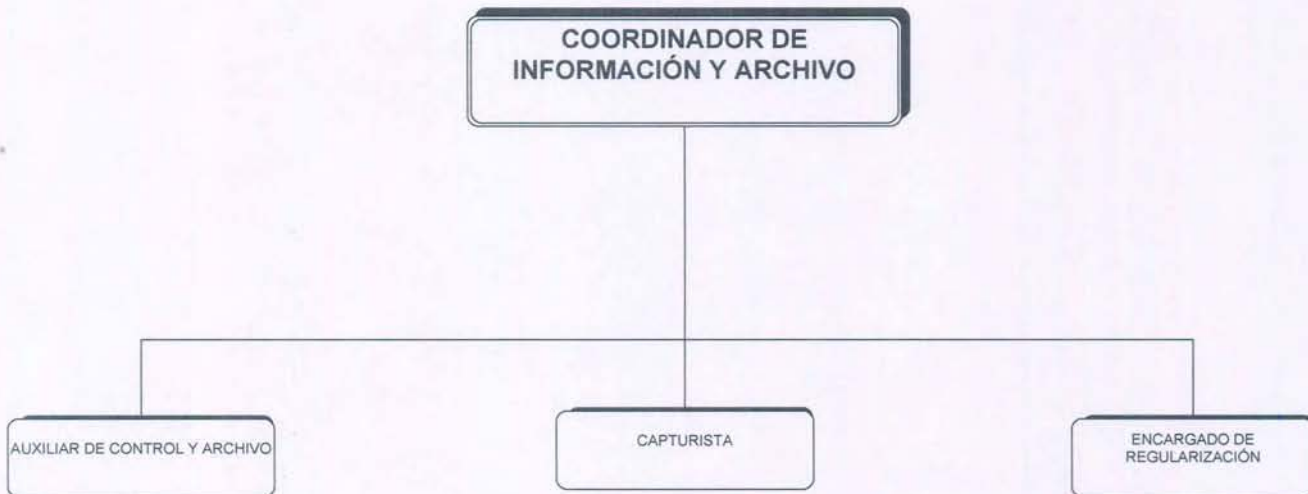 COORDINADOR DE
INFORMACIÓN Y ARCHIVO
AUXILIAR DE CONTROL Y ARCHIVO
CAPTURISTA
ENCARGADO DE
REGULARIZACIÓN